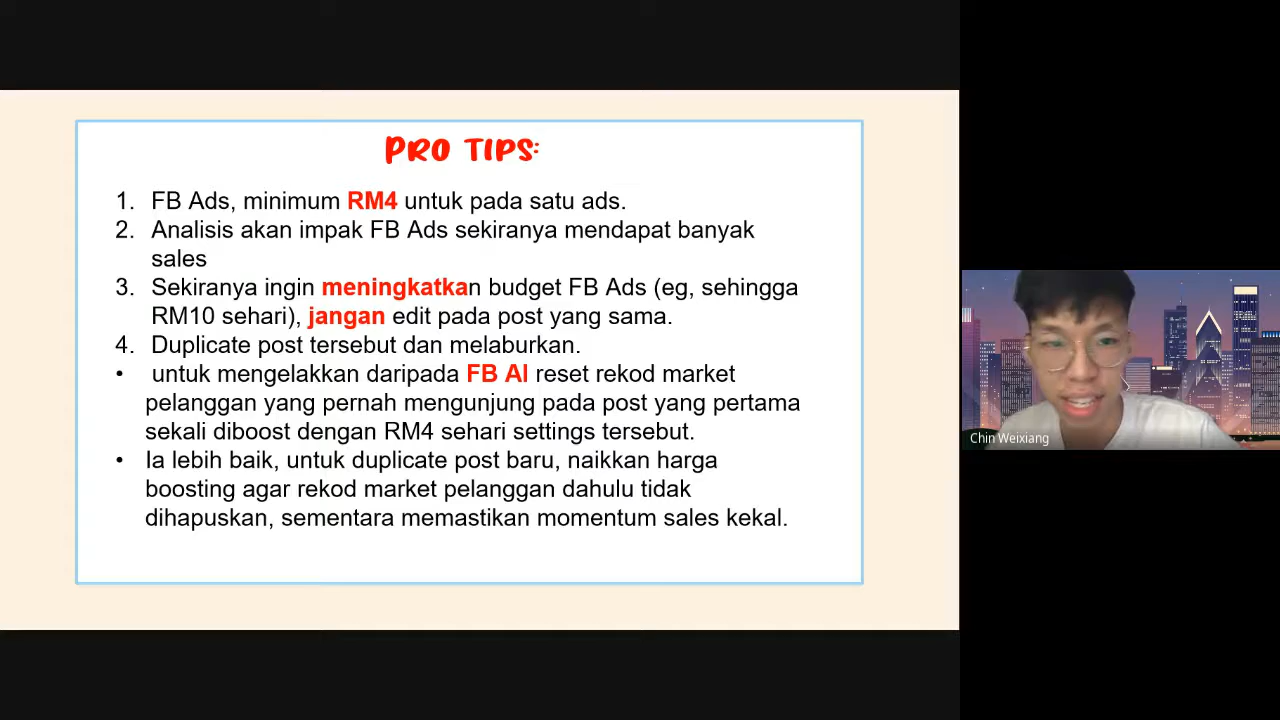 PRO TIPS:
1. FB Ads, minimum RM4 untuk pada satu ads.
2. Analisis akan impak FB Ads sekiranya mendapat banyak
sales
3. Sekiranya ingin meningkatkan budget FB Ads (eg, sehingga
RM10 sehari), jangan edit pada post yang sama.
4. Duplicate post tersebut dan melaburkan.
• untuk mengelakkan daripada FB AI reset rekod market
pelanggan yang pernah mengunjung pada post yang pertama
sekali diboost dengan RM4 sehari settings tersebut.
• Ia lebih baik, untuk duplicate post baru, naikkan harga
boosting agar rekod market pelanggan dahulu tidak
dihapuskan, sementara memastikan momentum sales kekal.
Chin Weixiang